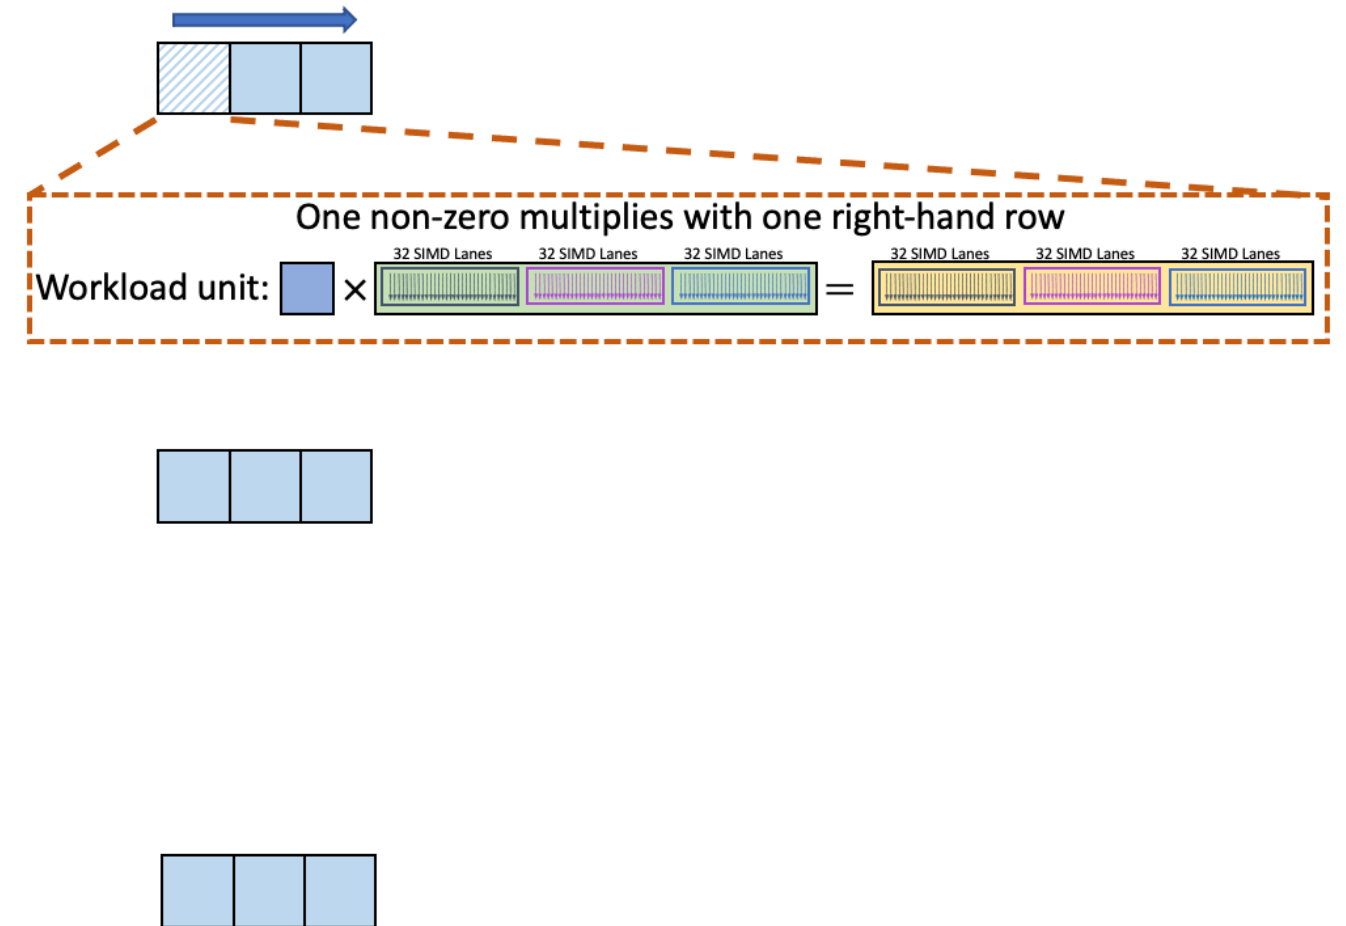 One non-zero multiplies with one right-hand row
32 SIMD Lanes 32 SIMD Lanes 32 SIMD Lanes 32 SIMD Lanes 32 SIMD Lanes 32 SIMD Lanes
Workload unit: × =